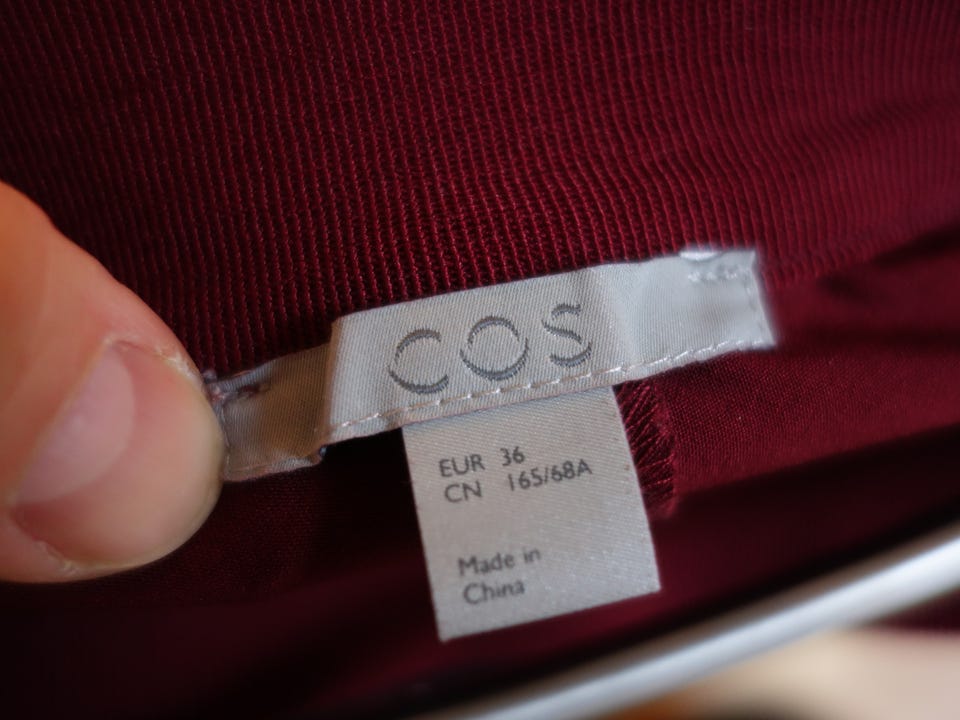 COS
EUR 36
CN 165/68A
Made in
China